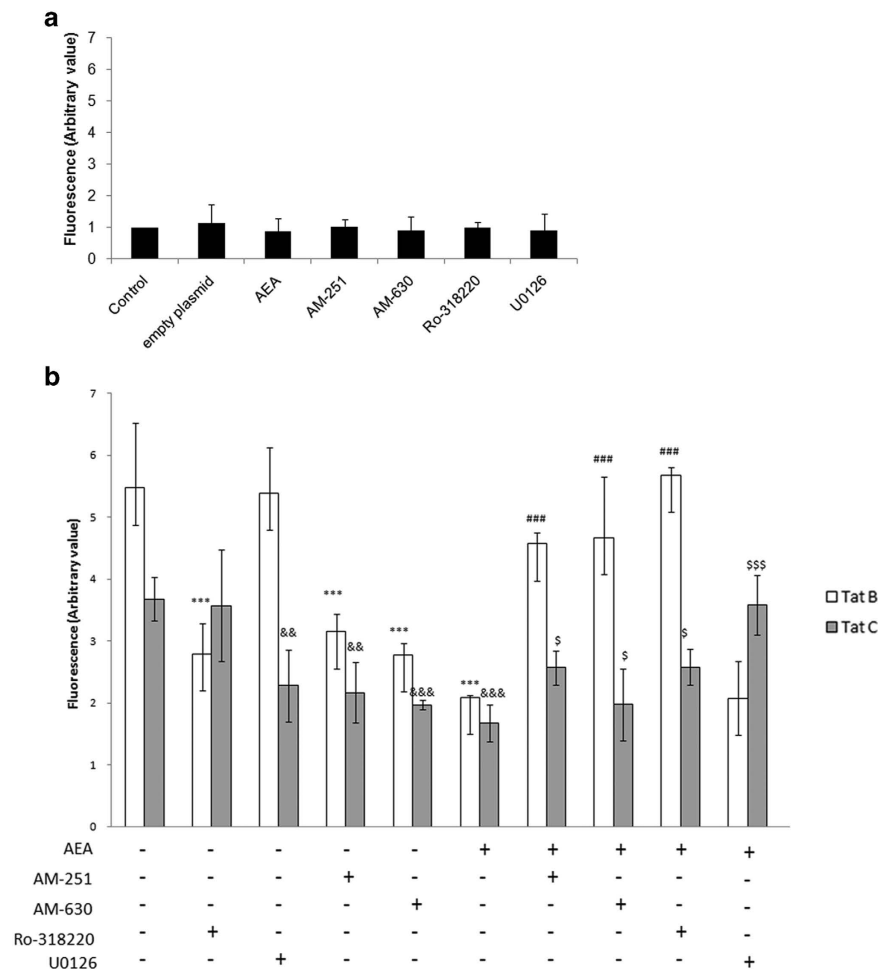 a
Fluorescence (Arbitrary value)
7
6
5
4
3
2
1
0
Control
empty plasmid
AEA
AM-251
AM-630
Ro-318220
U0126
b
Fluorescence (Arbitrary value)
7
6
5
4
3
2
1
0
***
&&
***
&&
***
&&&
***
&&&
###
$
###
$
###
$
$$$
Tat B
Tat C
AEA - - - - - + + + + +
AM-251 - - - + - - + - - -
AM-630 - - - - + - - + - -
Ro-318220 - + - - - - - - + -
U0126 - - + - - - - - - +